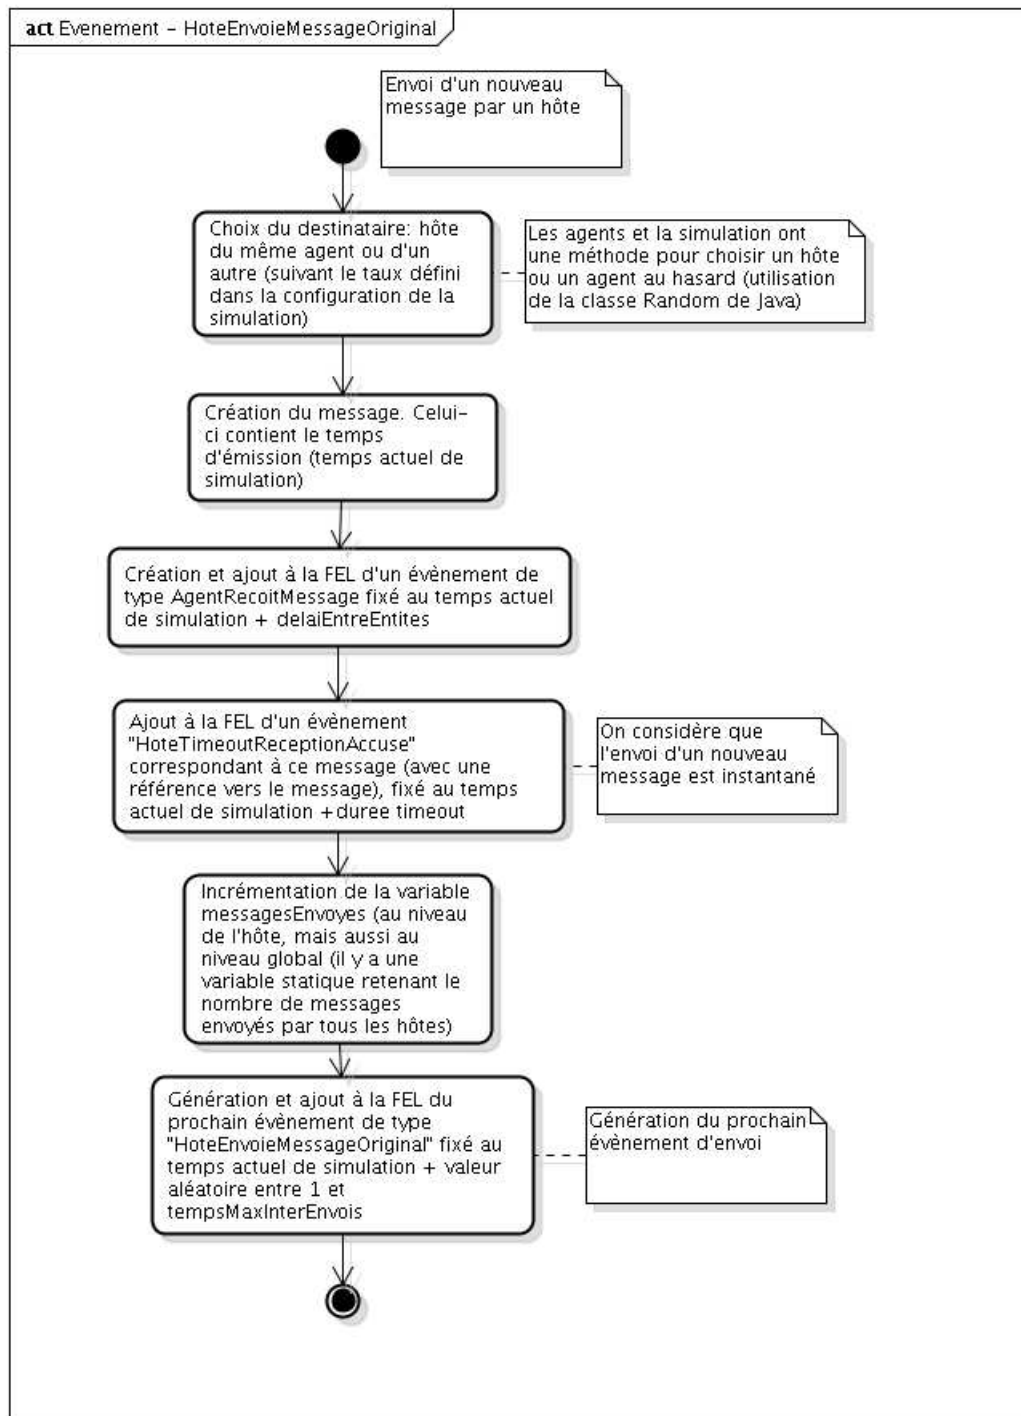 act Evenement – HoteEnvoieMessageOriginal
Envoi d'un nouveau
message par un hôte
Choix du destinataire: hôte
du même agent ou d'un
autre (suivant le taux défini
dans la configuration de la
simulation)
Les agents et la simulation ont
une méthode pour choisir un hôte
ou un agent au hasard (utilisation
de la classe Random de Java)
Création du message. Celui-
ci contient le temps
d'émission (temps actuel de
simulation)
Création et ajout à la FEL d'un évènement de
type AgentRecoitMessage fixé au temps actuel
de simulation + delaiEntreEntites
Ajout à la FEL d'un évènement
"HoteTimeoutReceptionAccuse"
correspondant à ce message (avec une
référence vers le message), fixé au temps
actuel de simulation +duree timeout
On considère que
l'envoi d'un nouveau
message est instantané
Incrémentation de la variable
messagesEnvoyes (au niveau
de l'hôte, mais aussi au
niveau global (il y a une
variable statique retenant le
nombre de messages
envoyés par tous les hôtes)
Génération et ajout à la FEL du
prochain évènement de type
"HoteEnvoieMessageOriginal" fixé au
temps actuel de simulation + valeur
aléatoire entre 1 et
tempsMaxInterEnvois
Génération du prochain
évènement d'envoi